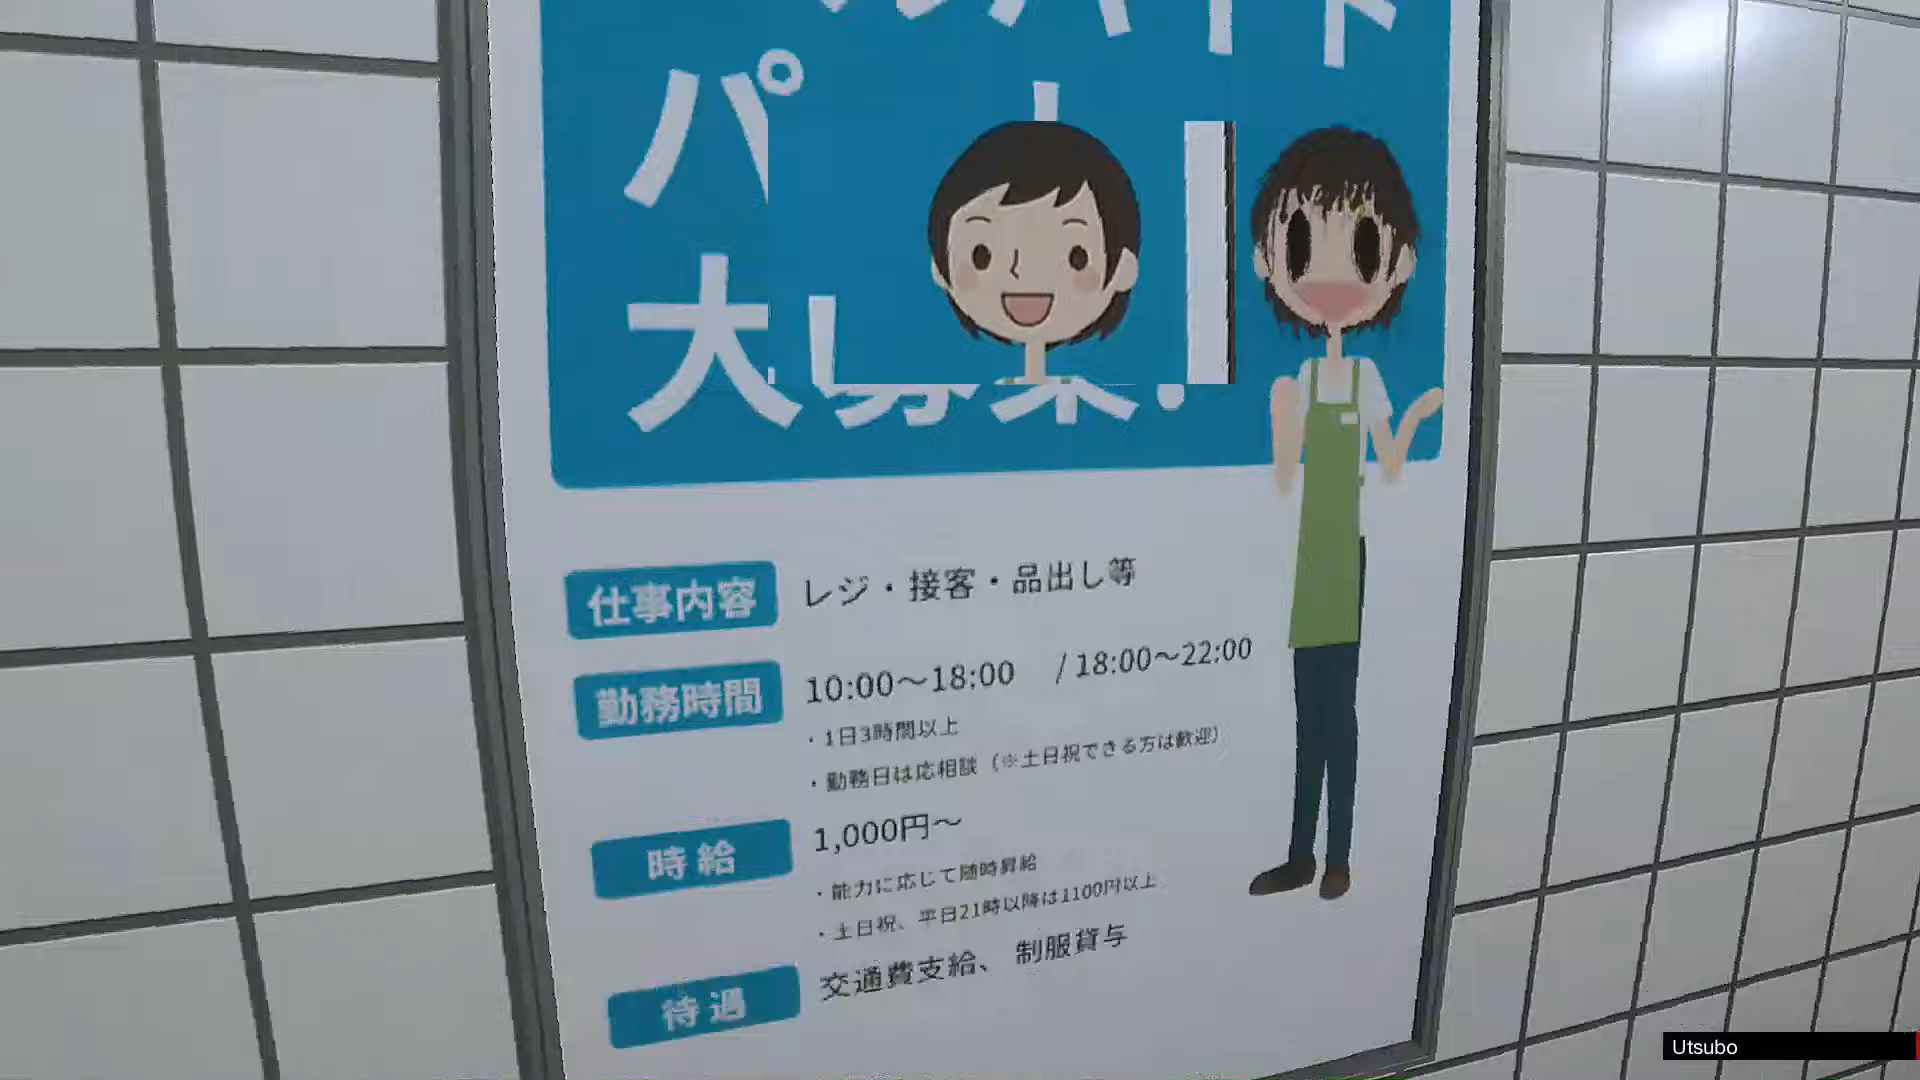 パ
大募集!
仕事内容 レジ・接客・品出し等
勤務時間 10:00～18:00 / 18:00～22:00
・1日3時間以上
・勤務日は応相談（※土日祝できる方は歓迎）
時給 1,000円～
・能力に応じて随時昇給
・土日祝、平日21時以降は1100円以上
待遇 交通費支給、 制服貸与
Utsubo